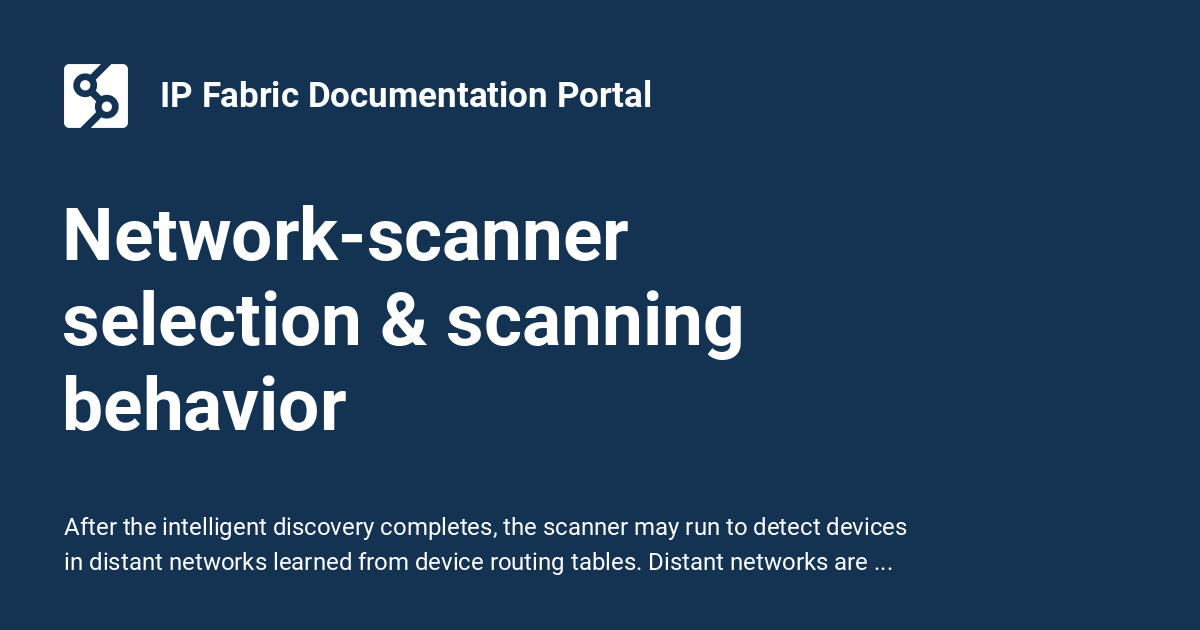 IP Fabric Documentation Portal
Network-scanner
selection & scanning
behavior
After the intelligent discovery completes, the scanner may run to detect devices
in distant networks learned from device routing tables. Distant networks are ...